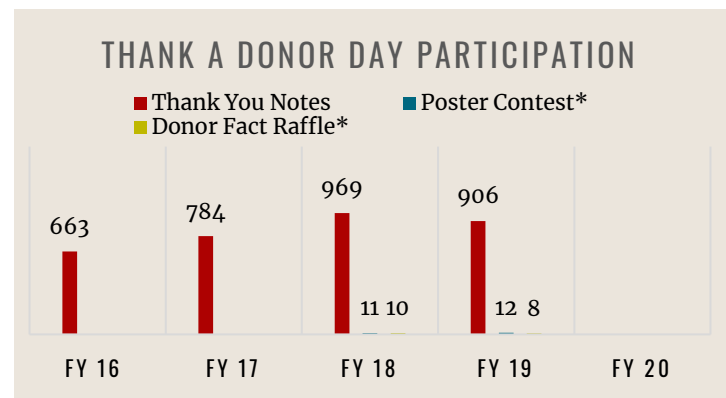 THANK A DONOR DAY PARTICIPATION
Thank You Notes Poster Contest*
Donor Fact Raffle*
663
784
969
11 10
906
12 8
FY 16 FY 17 FY 18 FY 19 FY 20